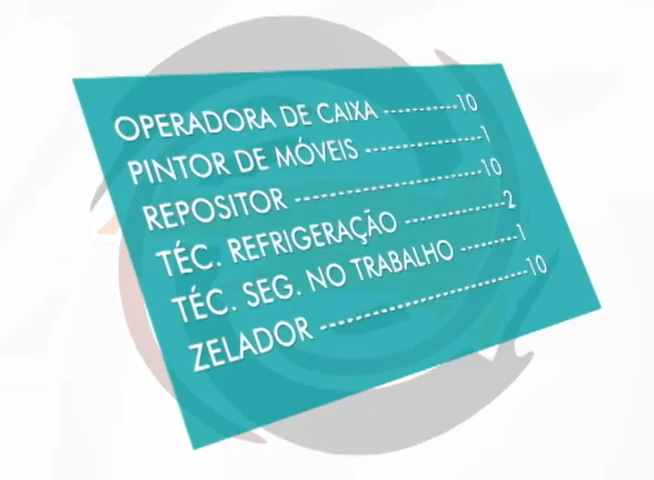 OPERADORA DE CAIXA ----------10
PINTOR DE MÓVEIS ----------------1
REPOSITOR -------------------------10
TÉC. REFRIGERAÇÃO --------------2
TÉC. SEG. NO TRABALHO --------1
ZELADOR ----------------------------10